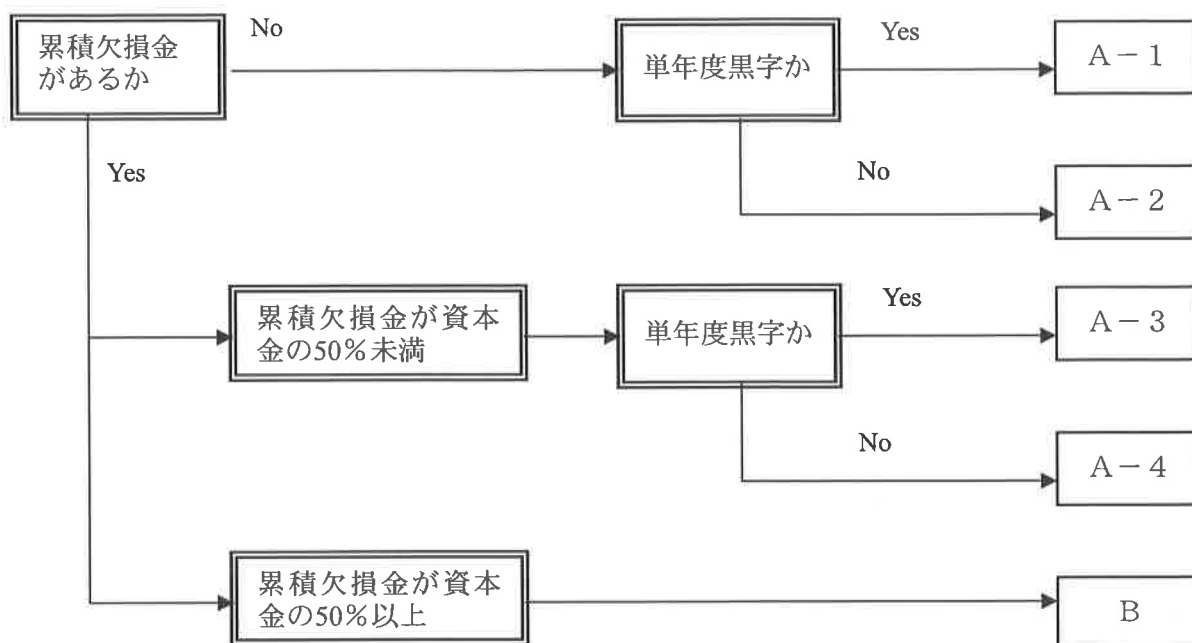 累積欠損金
があるか
No
単年度黒字か
Yes
A－1
Yes
No
A－2
累積欠損金が資本
金の50％未満
単年度黒字か
Yes
A－3
No
A－4
累積欠損金が資本
金の50％以上
B